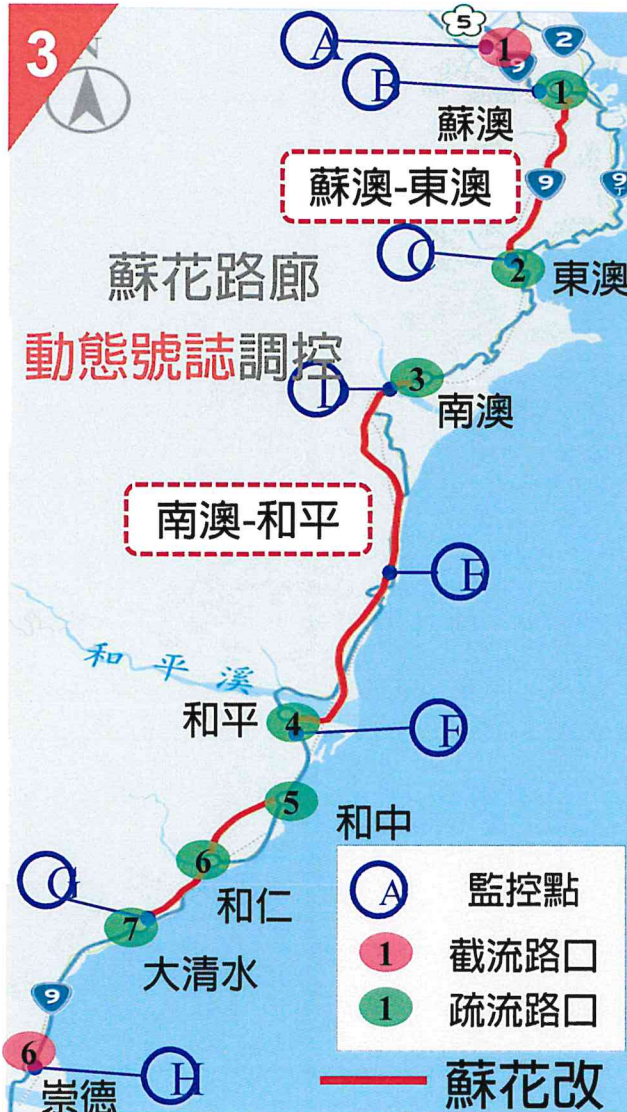 3
N
5
A
1
2
9
B
1
蘇澳
蘇澳-東澳
9
9丁
C
2
東澳
蘇花路廊
動態號誌調控
D
3
南澳
南澳-和平
E
和平溪
和平
4
F
5
和中
6
和仁
G
7
大清水
9
6
崇德
H
A
監控點
1
截流路口
1
疏流路口
蘇花改